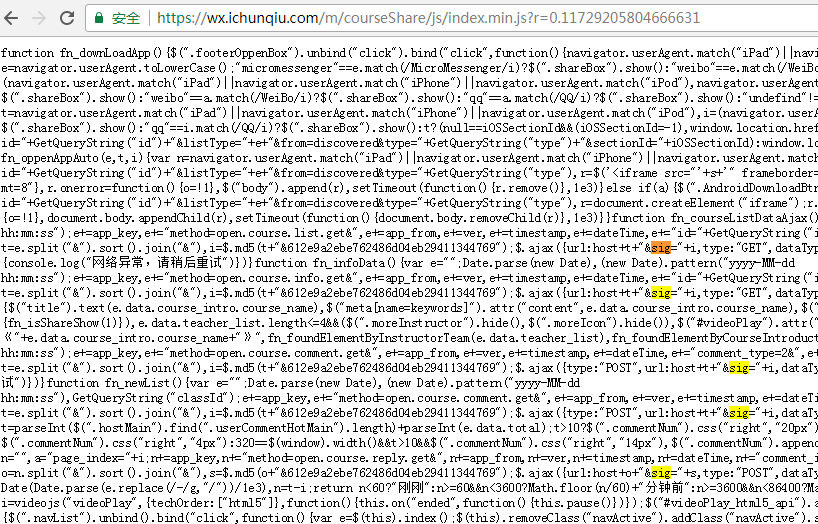 安全 https://wx.ichunqiu.com/m/courseShare/js/index.min.js?r=0.11729205804666631
function fn_downLoadApp(){$(".footerOppenBox").unbind("click").bind("click",function(){navigator.userAgent.match("iPad")||nav
e=navigator.userAgent.toLowerCase();"micromessenger"==e.match(/MicroMessenger/i)?$(".shareBox").show():"weibo"==e.match(/WeiBo
(navigator.userAgent.match("iPad")||navigator.userAgent.match("iPhone")||navigator.userAgent.match("iPod"),navigator.userAgent
$(".shareBox").show():"weibo"==a.match(/WeiBo/i)?$(".shareBox").show():"qq"==a.match(/QQ/i)?$(".shareBox").show():"undefind"!=
t=navigator.userAgent.match("iPad")||navigator.userAgent.match("iPhone")||navigator.userAgent.match("iPod"),i=(navigator.user
$(".shareBox").show():"qq"==i.match(/QQ/i)?$(".shareBox").show():t?(null==iOSSectionId&&(iOSSectionId=-1),window.location.href
id="+GetQueryString("id")+"&listType="+e+"&from=discovered&type="+GetQueryString("type")+"&sectionId="+iOSSectionId):window.lo
fn_oppenAppAuto(e,t,i){var n=navigator.userAgent.match("iPad")||navigator.userAgent.match("iPhone")||navigator.userAgent.match
id="+GetQueryString("id")+"&listType="+e+"&from=discovered&type="+GetQueryString("type"),r=$('<iframe src="'+s+'" frameborder=
mt=8"},r.onerror=function(){o=!1},$("body").append(r),setTimeout(function(){r.remove()},1e3)}else if(a){$(".AndroidDownloadBtn
id="+GetQueryString("id")+"&listType="+e+"&from=discovered&type="+GetQueryString("type"),r=document.createElement("iframe");r.
{o=!1},document.body.appendChild(r),setTimeout(function(){document.body.removeChild(r)},1e3)}}function fn_courseListDataAjax()
hh:mm:ss");e+=app_key,e+="method=open.course.list.get&",e+=app_from,e+=ver,e+=timestamp,e+=dateTime,e+="id="+GetQueryString("i
t=e.split("&").sort().join("&"),i=$.md5(t+"&612e9a2ebe762486d04eb29411344769");$.ajax({url:host+t+"&sig="+i,type:"GET",dataTyp
{console.log("网络异常，请稍后重试")})}function fn_infoData(){var e="";Date.parse(new Date),(new Date).pattern("yyyy-MM-dd
hh:mm:ss");e+=app_key,e+="method=open.course.info.get&",e+=app_from,e+=ver,e+=timestamp,e+=dateTime,e+="id="+GetQueryString("i
t=e.split("&").sort().join("&"),i=$.md5(t+"&612e9a2ebe762486d04eb29411344769");$.ajax({url:host+t+"&sig="+i,type:"GET",dataTyp
{$("title").text(e.data.course_intro.course_name),$("meta[name=keywords]").attr("content",e.data.course_intro.course_name),$("
{fn_isShareShow(1)}),e.data.teacher_list.length<=4&&($(".moreInstructor").hide(),$(".moreIcon").hide()),$("#videoPlay").attr("
《"+e.data.course_intro.course_name+"》",fn_foundElementByInstructorTeam(e.data.teacher_list),fn_foundElementByCourseIntroduct
hh:mm:ss");e+=app_key,e+="method=open.course.comment.get&",e+=app_from,e+=ver,e+=timestamp,e+=dateTime,e+="comment_type=2&",e+
t=e.split("&").sort().join("&"),i=$.md5(t+"&612e9a2ebe762486d04eb29411344769");$.ajax({type:"POST",url:host+t+"&sig="+i,dataTy
试")})}function fn_newList(){var e="";Date.parse(new Date),(new Date).pattern("yyyy-MM-dd
hh:mm:ss"),GetQueryString("classId");e+=app_key,e+="method=open.course.comment.get&",e+=app_from,e+=ver,e+=timestamp,e+=dateTi
t=e.split("&").sort().join("&"),i=$.md5(t+"&612e9a2ebe762486d04eb29411344769");$.ajax({type:"POST",url:host+t+"&sig="+i,dataTy
t=parseInt($(".hostMain").find(".userCommentHotMain").length)+parseInt(e.data.total);t>10?$(".commentNum").css("right","20px")
$(".commentNum").css("right","4px"):320==$(window).width()&&t>10&&$(".commentNum").css("right","14px"),$(".commentNum").appen
n="",a="page_index="+i;n+=app_key,n+="method=open.course.reply.get&",n+=app_from,n+=ver,n+=timestamp,n+=dateTime,n+="comment_i
o=n.split("&").sort().join("&"),s=$.md5(o+"&612e9a2ebe762486d04eb29411344769");$.ajax({url:host+o+"&sig="+s,type:"POST",dataTy
Date(Date.parse(e.replace(/-/g,"/"))/1e3),n=t-i;return n<60?"刚刚":n>=60&&n<3600?Math.floor(n/60)+"分钟前":n>=3600&&n<86400?Ma
i=videojs("videoPlay",{techOrder:["html5"]},function(){this.on("ended",function(){this.pause()})});$("#videoPlay_html5_api").a
{$(".navList").unbind().bind("click",function(){var e=$(this).index();$(this).removeClass("navActive").addClass("navActive").s